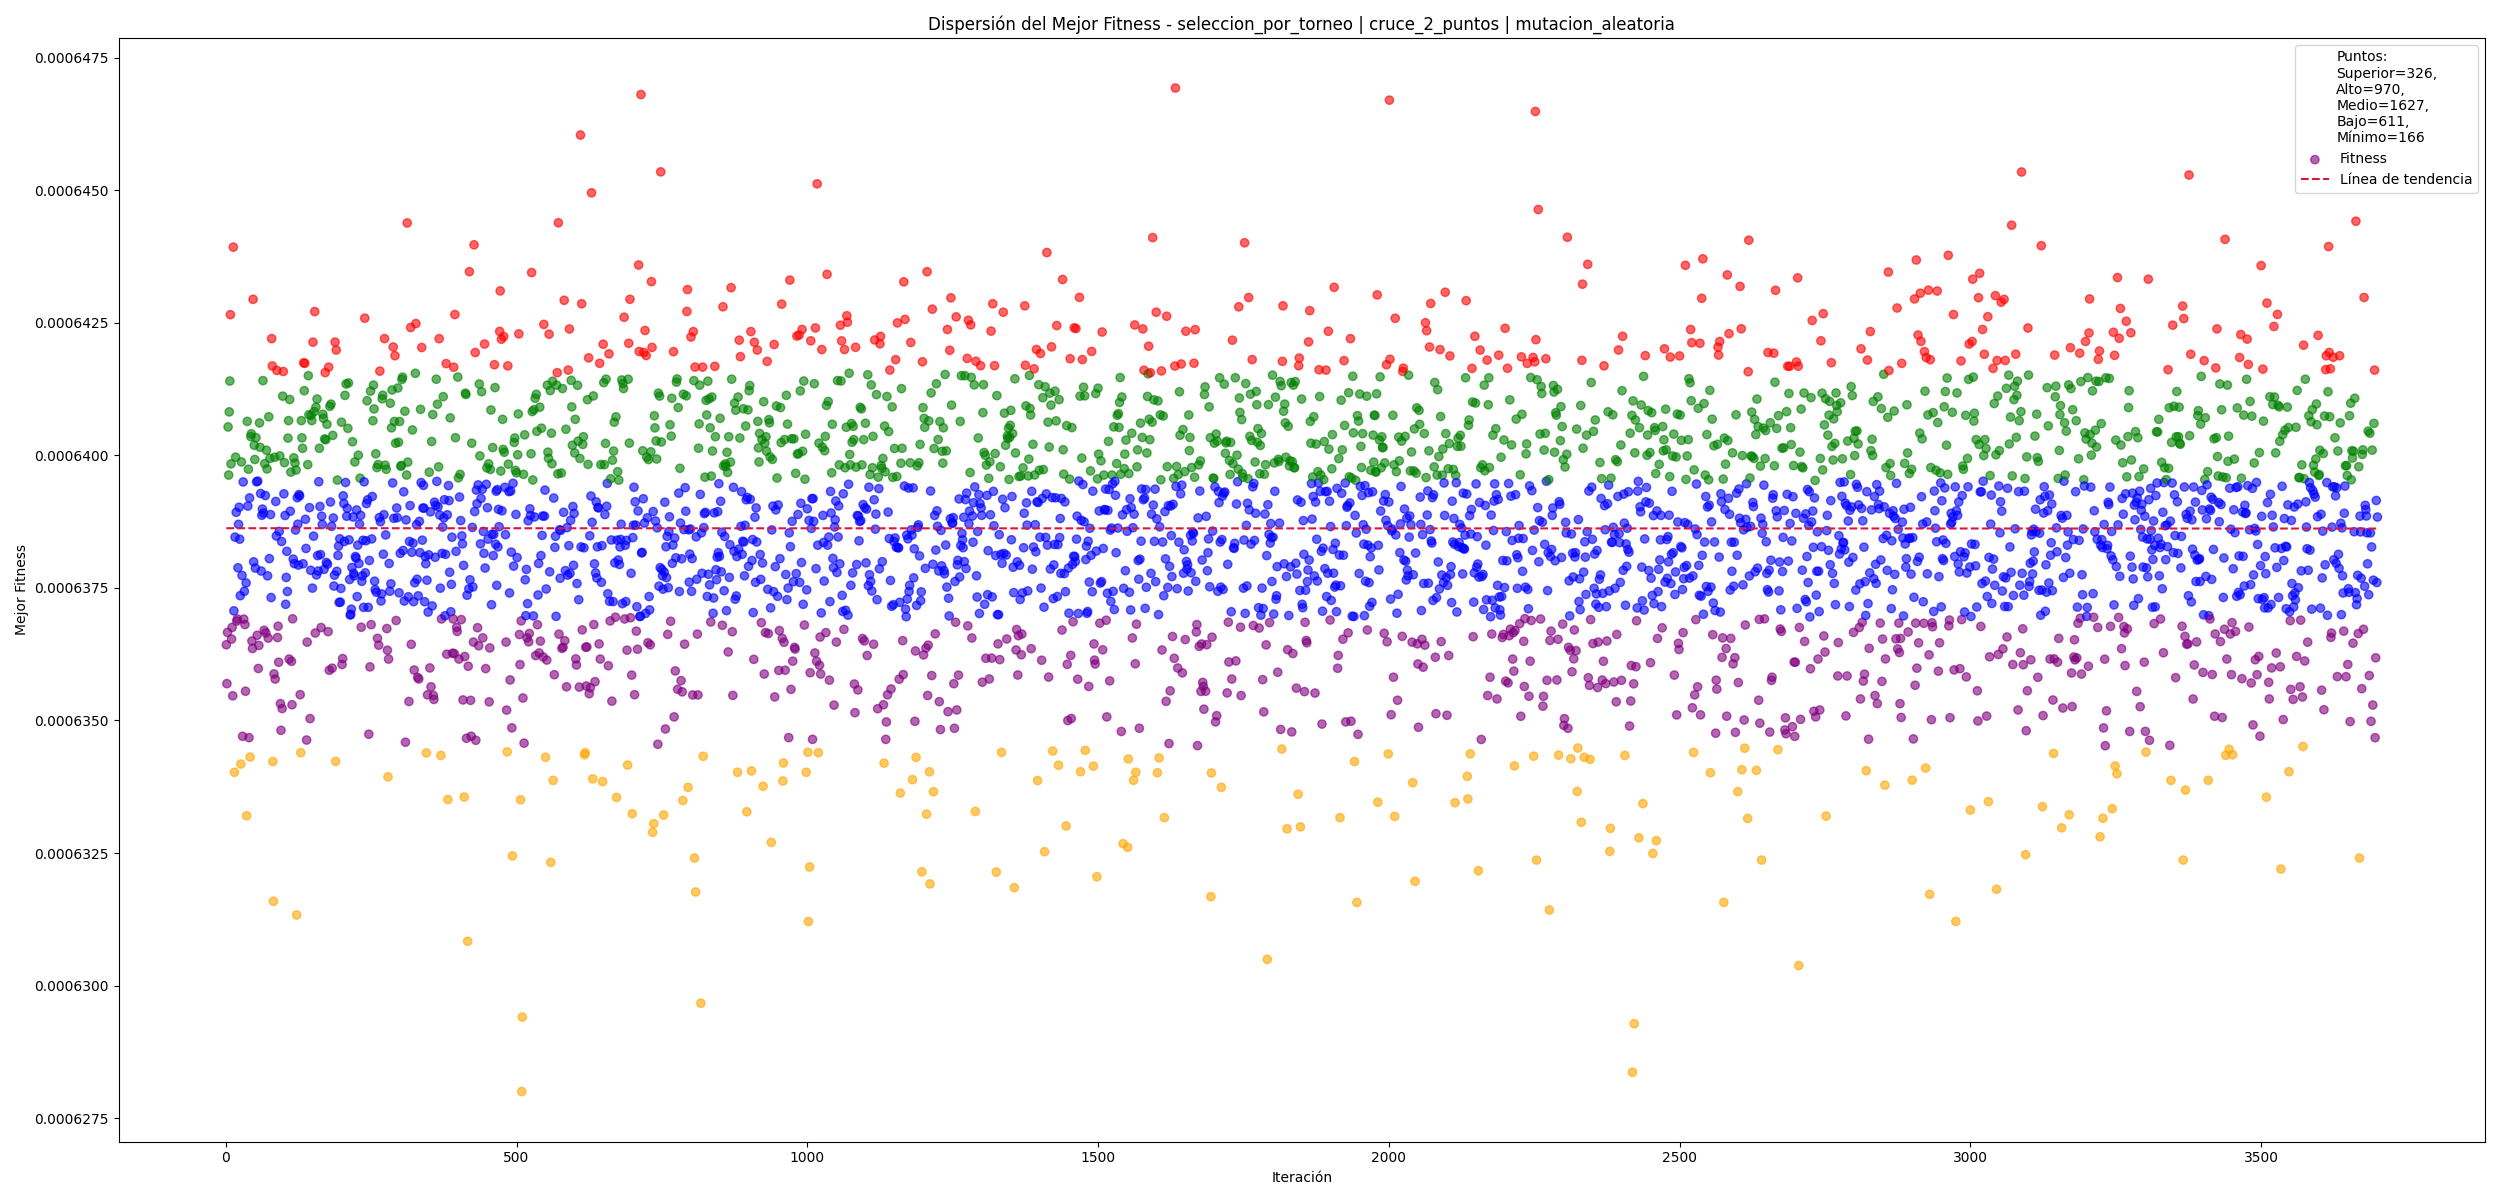 Dispersión del Mejor Fitness - seleccion_por_torneo | cruce_2_puntos | mutacion_aleatoria
0.0006475
0.0006450
0.0006425
0.0006400
0.0006375
0.0006350
0.0006325
0.0006300
0.0006275
Mejor Fitness
Puntos:
Superior=326,
Alto=970,
Medio=1627,
Bajo=611,
Mínimo=166
Fitness
Línea de tendencia
0 500 1000 1500 2000 2500 3000 3500
Iteración